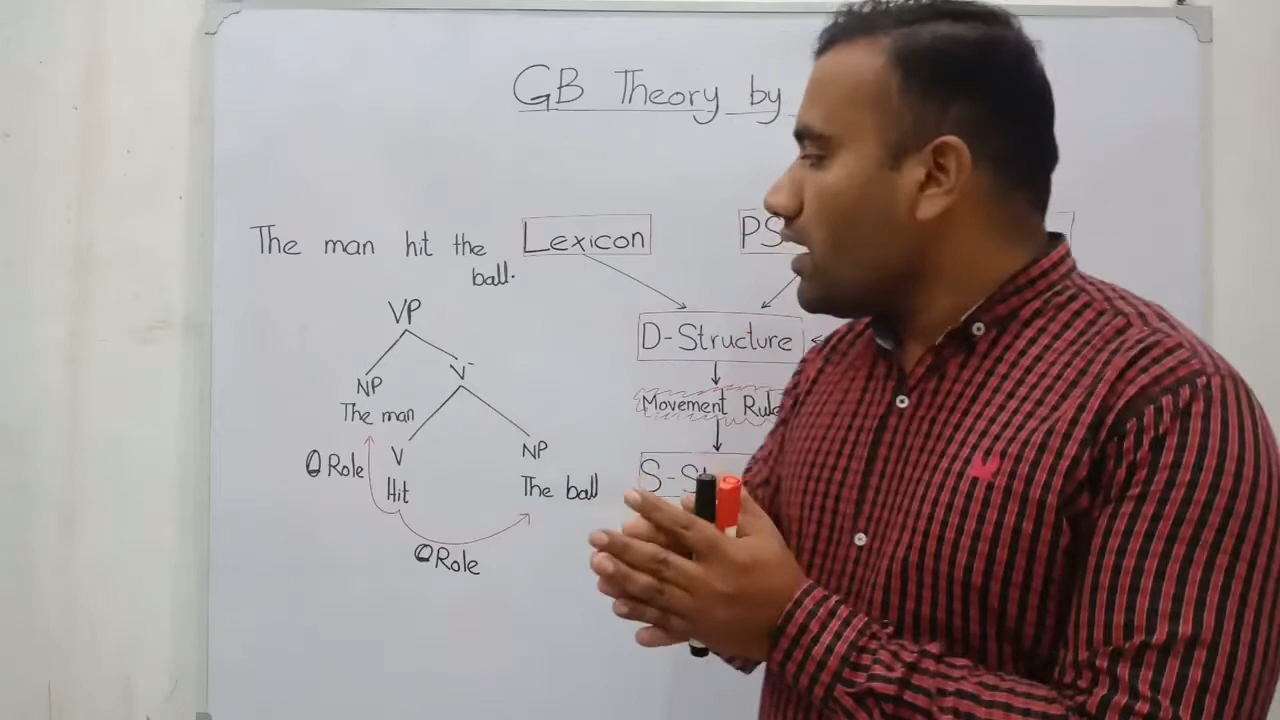 GB Theory by
The man hit the
ball.
Lexicon
PS
VP
D-Structure
NP
V-
The man
Movement Rule
V
NP
θ Role
Hit
The ball
S-St
θ Role